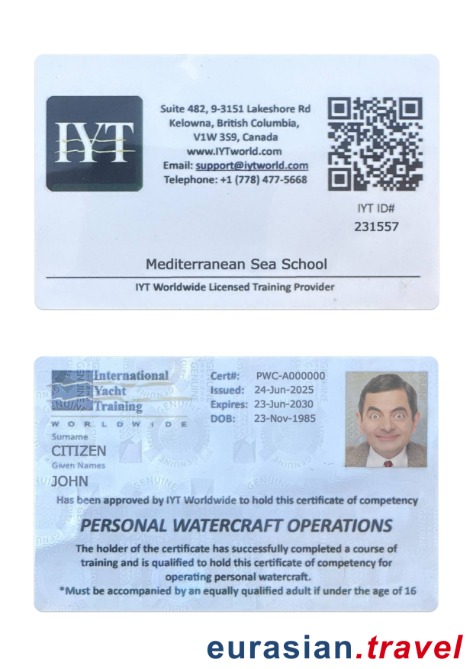 IYT
Suite 482, 9-3151 Lakeshore Rd
Kelowna, British Columbia,
V1W 3S9, Canada
www.IYTworld.com
Email: support@iytworld.com
Telephone: +1 (778) 477-5668
IYT ID#
231557
Mediterranean Sea School
IYT Worldwide Licensed Training Provider
International
Yacht
Training
WORLDWIDE
Cert#: PWC-A000000
Issued: 24-Jun-2025
Expires: 23-Jun-2030
DOB: 23-Nov-1985
Surname
CITIZEN
Given Names
JOHN
Has been approved by IYT Worldwide to hold this certificate of competency
PERSONAL WATERCRAFT OPERATIONS
The holder of the certificate has successfully completed a course of
training and is qualified to hold this certificate of competency for
operating personal watercraft.
*Must be accompanied by an equally qualified adult if under the age of 16
eurasian.travel